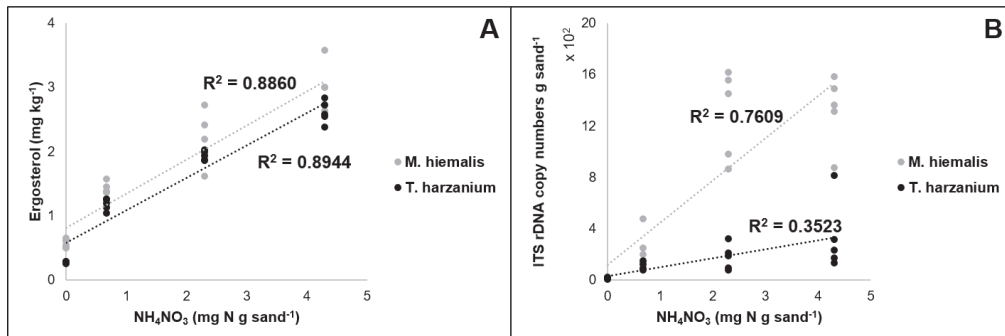 A
Ergosterol (mg kg⁻¹)
4
3
2
1
0
R² = 0.8860
R² = 0.8944
M. hiemalis
T. harzanium
0 1 2 3 4 5
NH₄NO₃ (mg N g sand⁻¹)
B
ITS rDNA copy numbers g sand⁻¹
x 10²
20
16
12
8
4
0
R² = 0.7609
R² = 0.3523
M. hiemalis
T. harzanium
0 1 2 3 4 5
NH₄NO₃ (mg N g sand⁻¹)